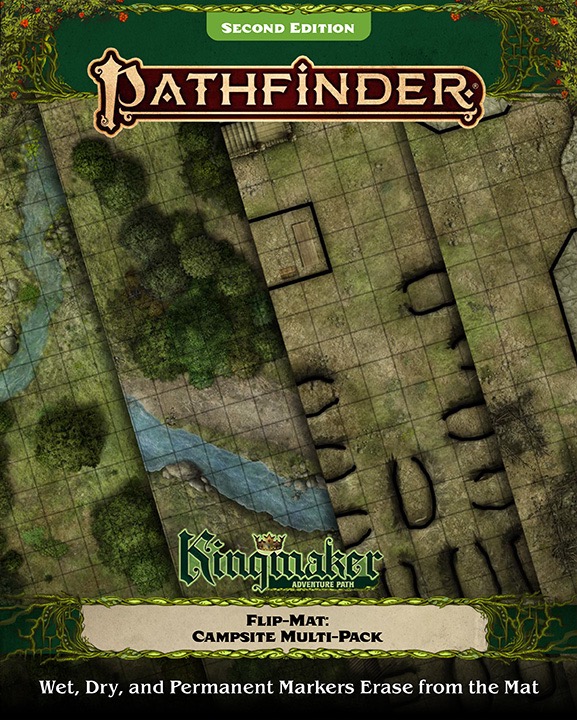 SECOND EDITION
PATHFINDER®
Kingmaker
ADVENTURE PATH
FLIP-MAT:
CAMPSITE MULTI-PACK
Wet, Dry, and Permanent Markers Erase from the Mat